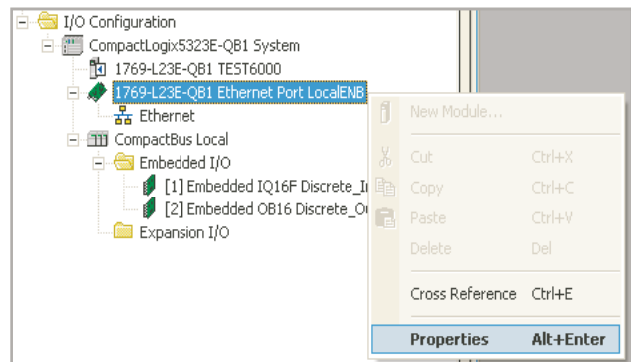 I/O Configuration
CompactLogix5323E-QB1 System
1769-L23E-QB1 TEST6000
1769-L23E-QB1 Ethernet Port LocalENB
Ethernet
CompactBus Local
Embedded I/O
[1] Embedded IQ16F Discrete_I
[2] Embedded OB16 Discrete_O
Expansion I/O
New Module...
Cut Ctrl+X
Copy Ctrl+C
Paste Ctrl+V
Delete Del
Cross Reference Ctrl+E
Properties Alt+Enter